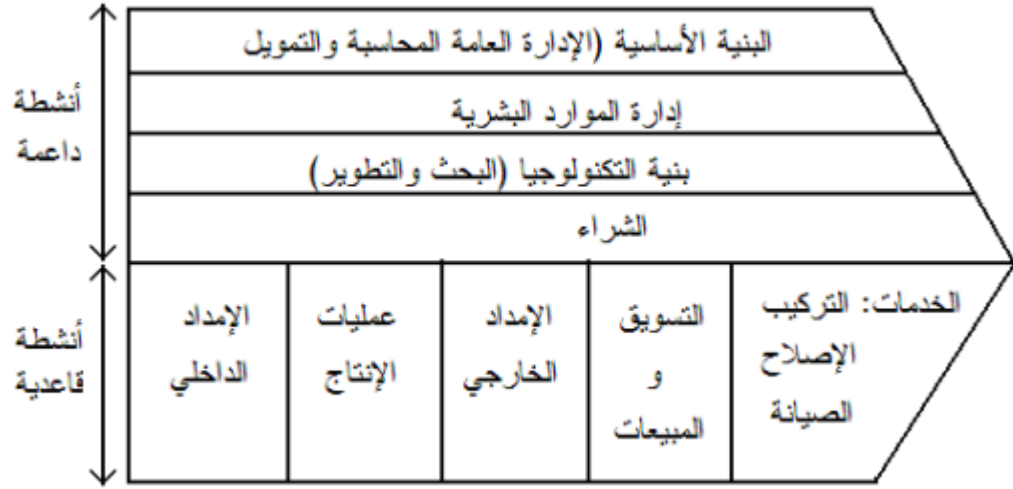 البنية الأساسية (الإدارة العامة المحاسبة والتمويل
إدارة الموارد البشرية
بنية التكنولوجيا (البحث والتطوير)
الشراء
أنشطة
داعمة
الخدمات: التركيب
الإصلاح
الصيانة
التسويق
و
المبيعات
الإمداد
الخارجي
عمليات
الإنتاج
الإمداد
الداخلي
أنشطة
قاعدية